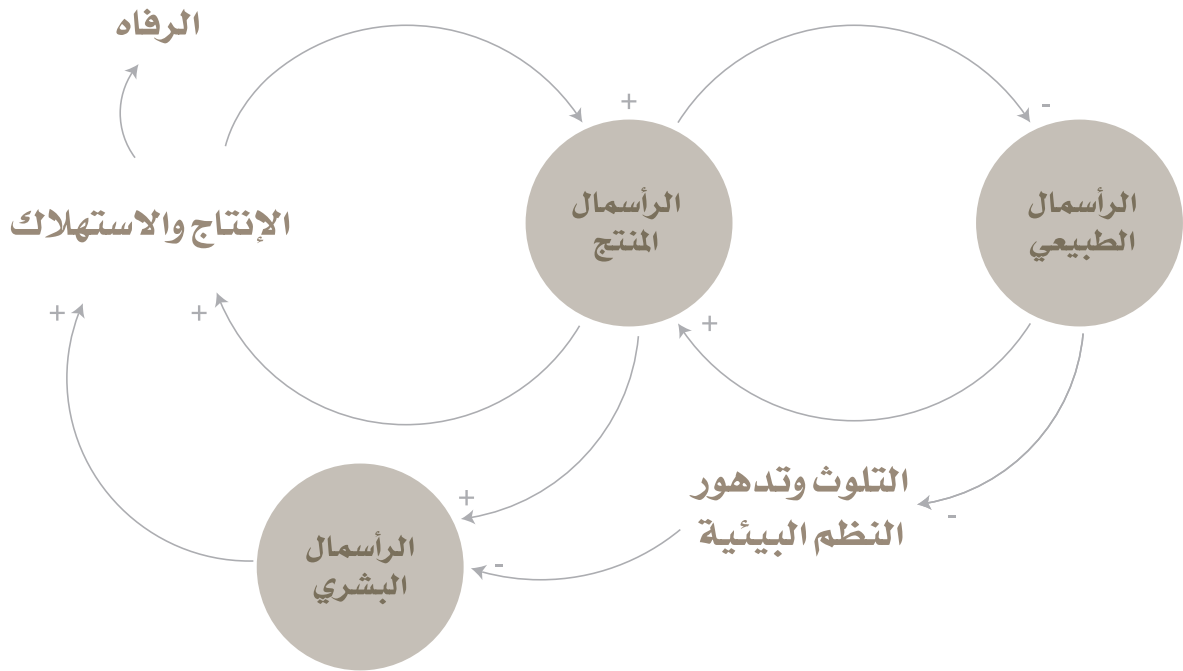 الرفاه
+
-
الرأسمال
الطبيعي
الرأسمال
المنتج
الإنتاج والاستهلاك
+
+
+
التلوث وتدهور
النظم البيئية
-
+
-
الرأسمال
البشري